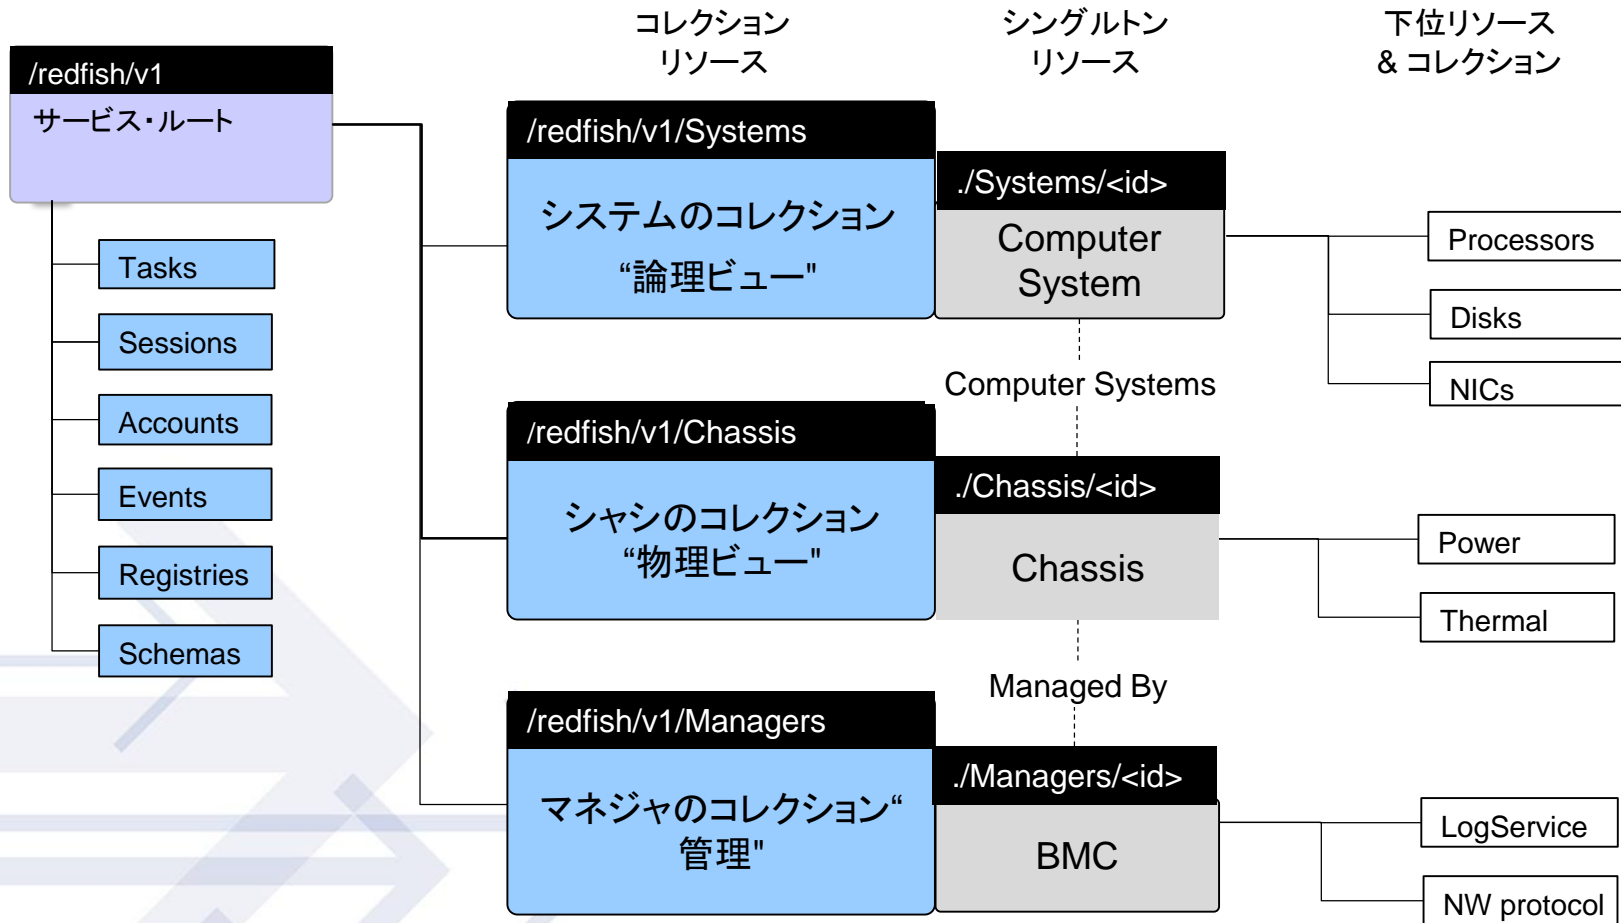 コレクション
リソース
シングルトン
リソース
下位リソース
& コレクション
/redfish/v1
サービス・ルート
Tasks
Sessions
Accounts
Events
Registries
Schemas
/redfish/v1/Systems
システムのコレクション
“論理ビュー"
./Systems/<id>
Computer
System
Processors
Disks
NICs
Computer Systems
/redfish/v1/Chassis
シャシのコレクション
“物理ビュー"
./Chassis/<id>
Chassis
Power
Thermal
Managed By
/redfish/v1/Managers
マネジャのコレクション“
管理"
./Managers/<id>
BMC
LogService
NW protocol